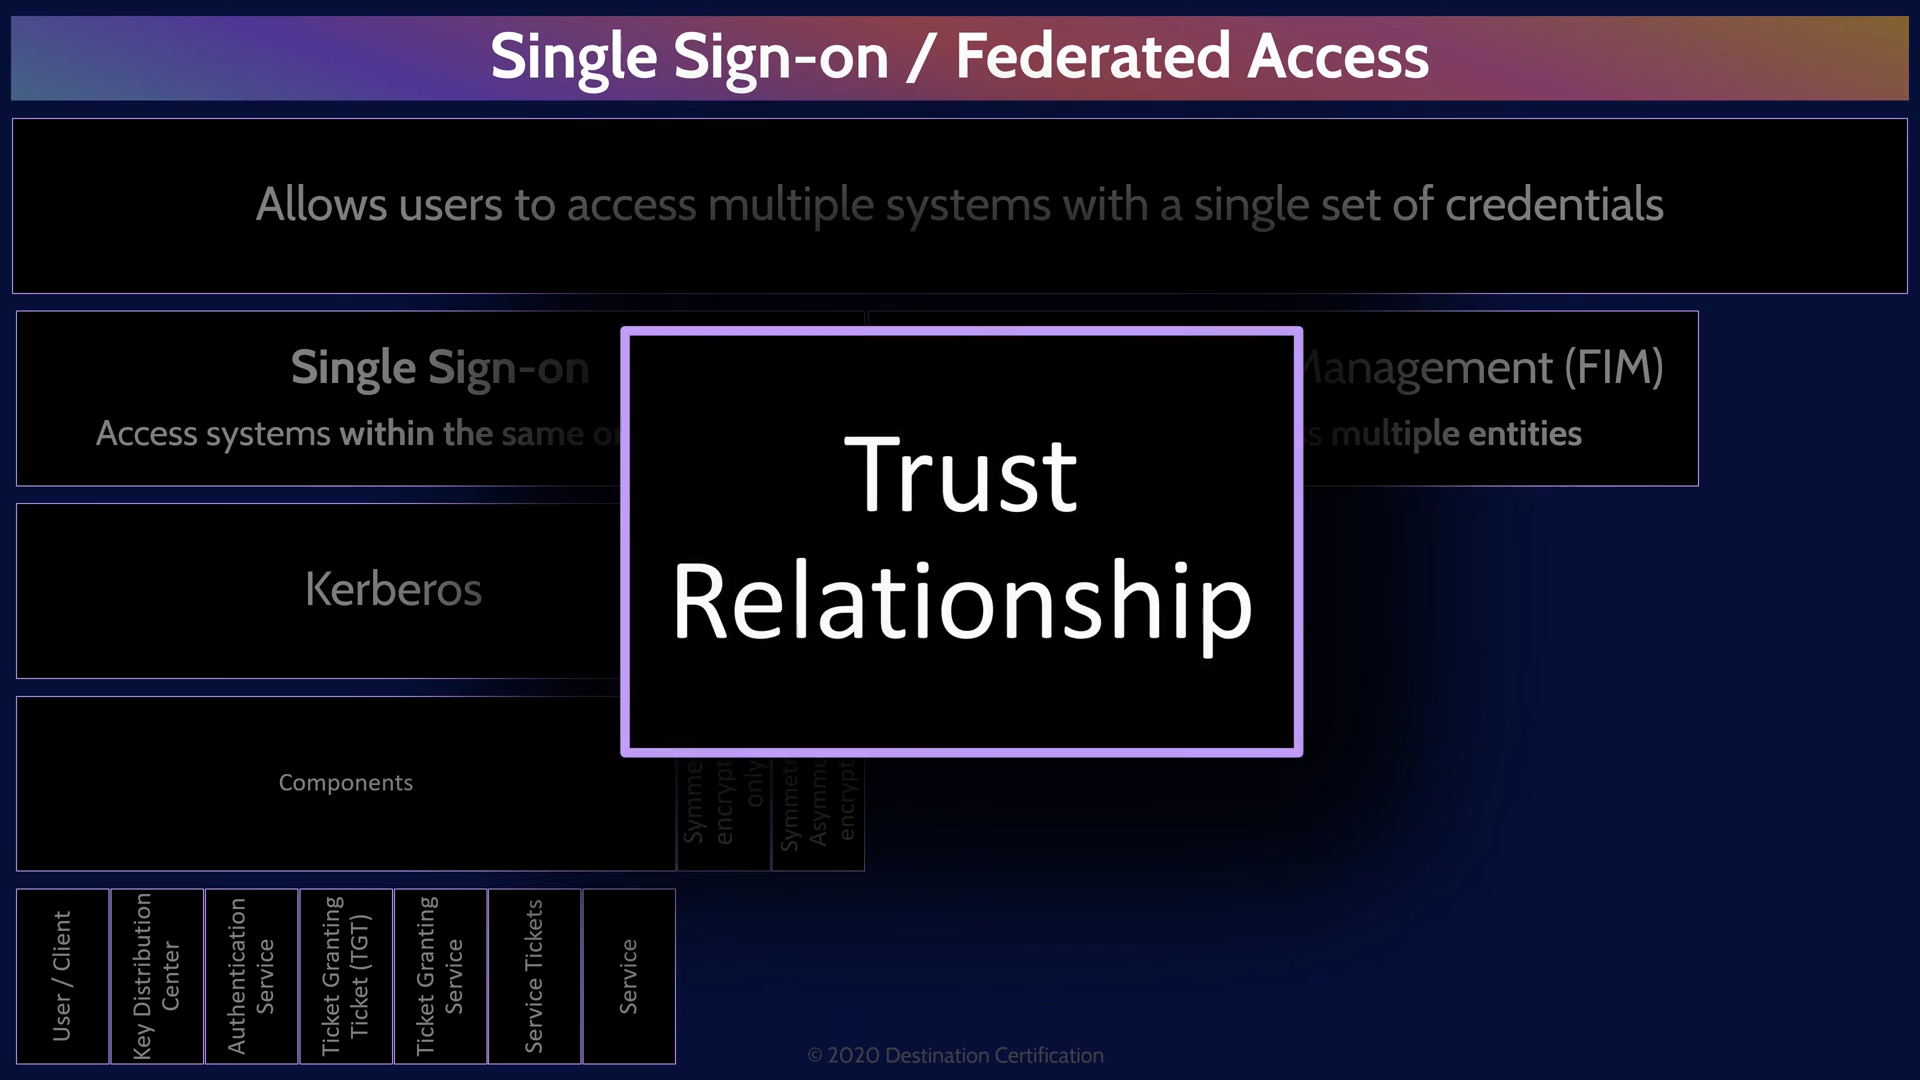 Single Sign-on / Federated Access
Allows users to access multiple systems with a single set of credentials
Single Sign-on
Management (FIM)
Access systems within the same
multiple entities
Trust
Relationship
Kerberos
Components
only
User / Client
Key Distribution
Center
Authentication
Service
Ticket Granting
Ticket (TGT)
Ticket Granting
Service
Service Tickets
Service
© 2020 Destination Certification